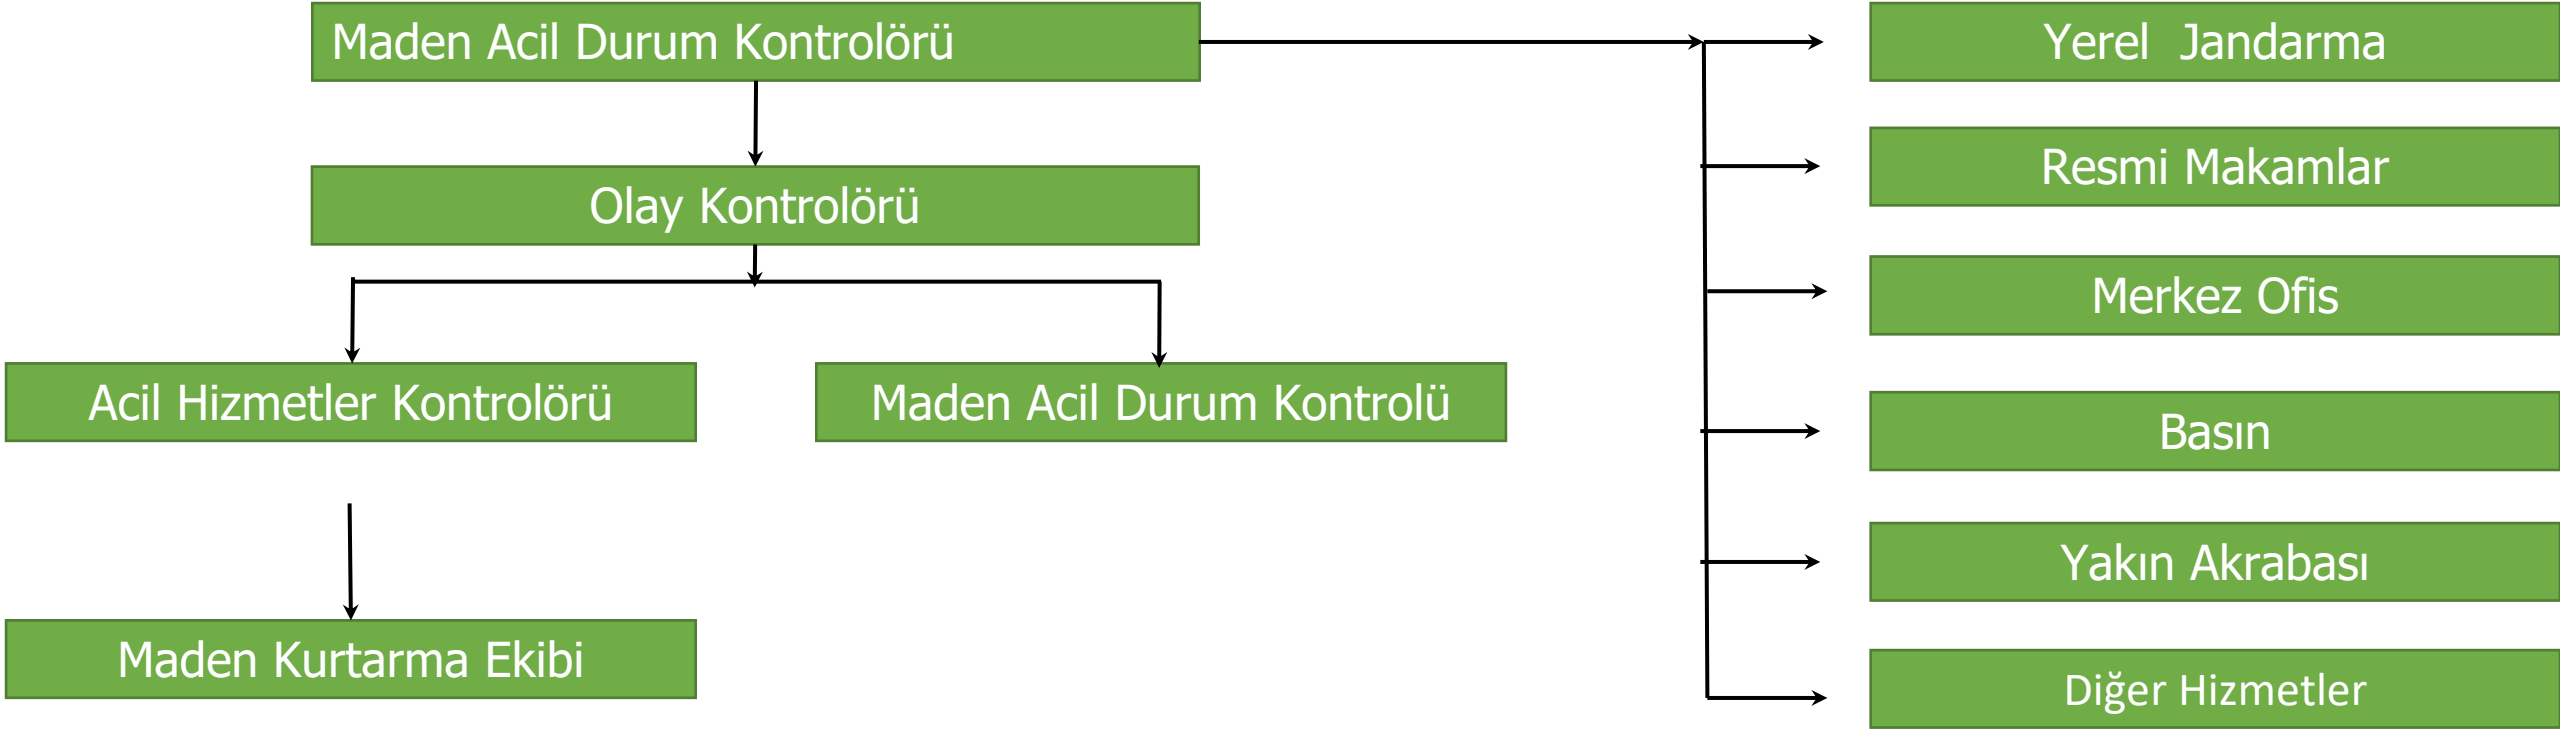 Maden Acil Durum Kontrolörü
Olay Kontrolörü
Acil Hizmetler Kontrolörü
Maden Acil Durum Kontrolü
Maden Kurtarma Ekibi
Yerel  Jandarma
Resmi Makamlar
Merkez Ofis
Basın
Yakın Akrabası
Diğer Hizmetler